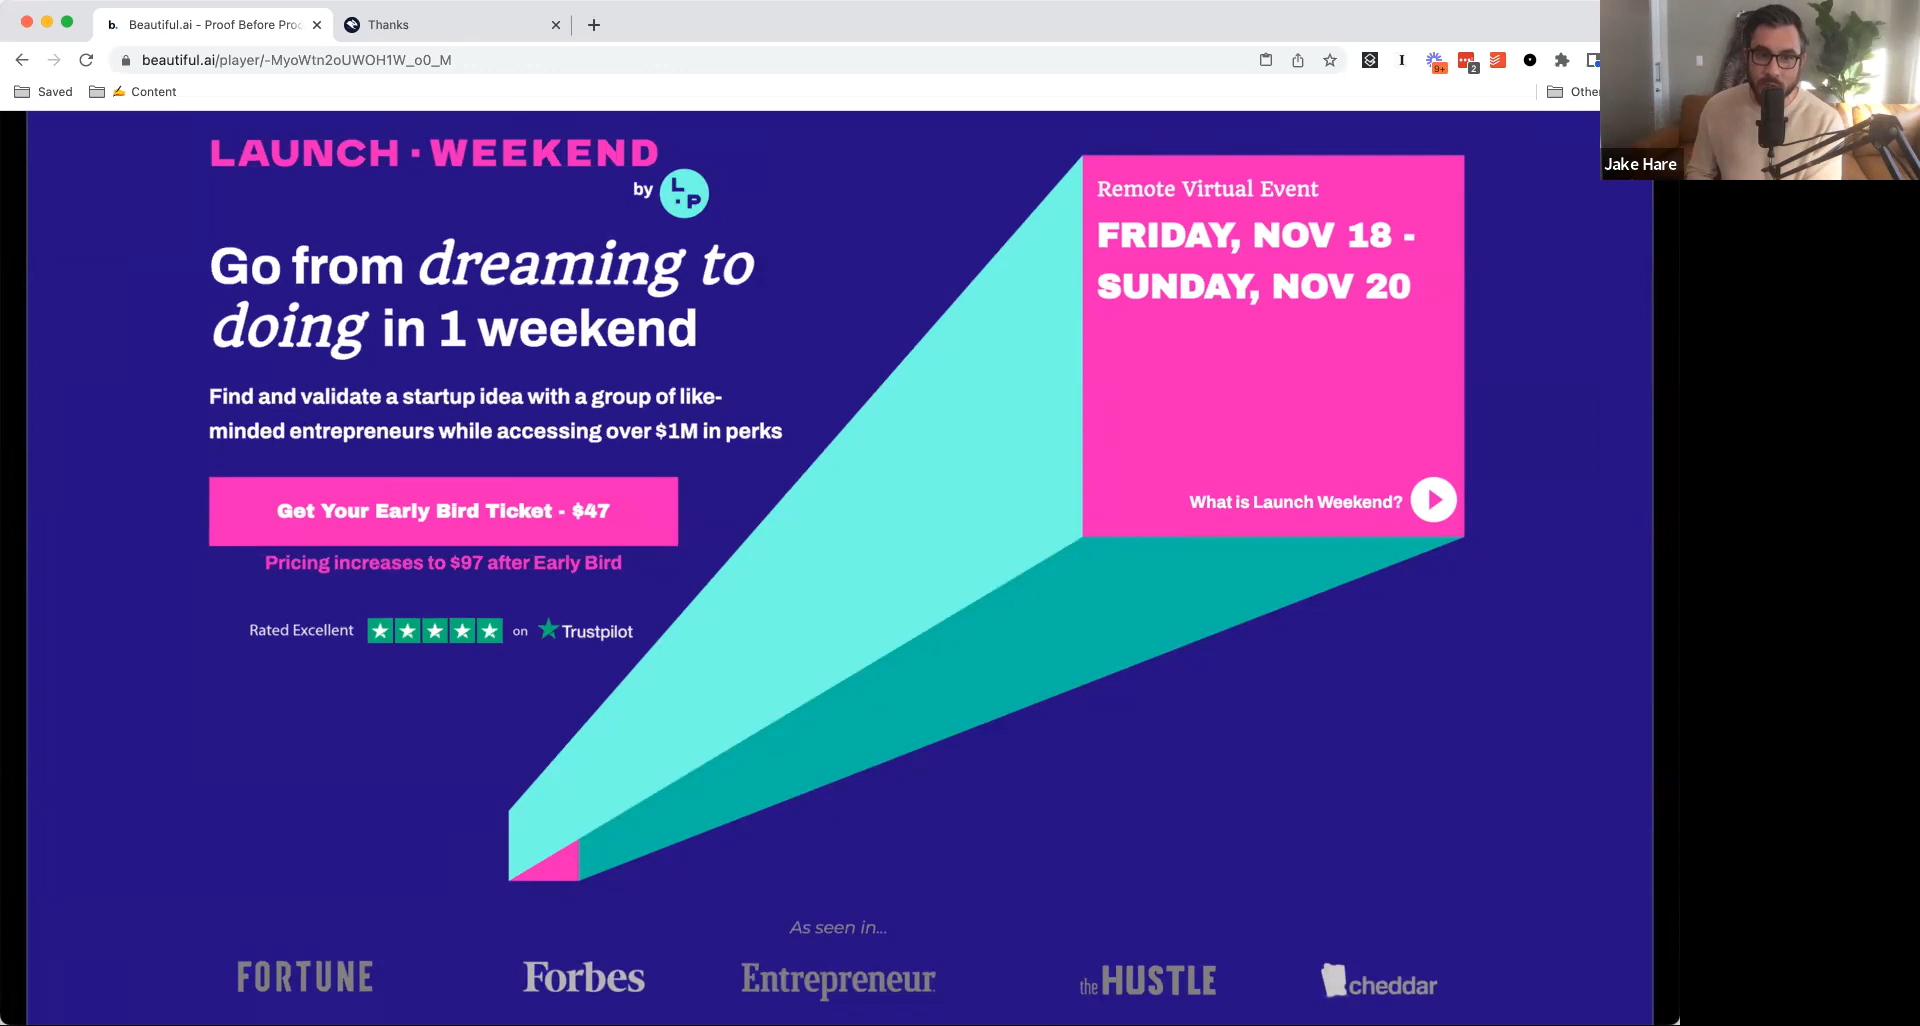 b. Beautiful.ai - Proof Before Pro
Thanks
beautiful.ai/player/-MyoWtn2oUWOH1W_o0_M
9+
2
Saved
✍ Content
Othe
Jake Hare
LAUNCH · WEEKEND
by L.P
Go from dreaming to
doing in 1 weekend
Find and validate a startup idea with a group of like-
minded entrepreneurs while accessing over $1M in perks
Get Your Early Bird Ticket - $47
Pricing increases to $97 after Early Bird
Rated Excellent on Trustpilot
Remote Virtual Event
FRIDAY, NOV 18 -
SUNDAY, NOV 20
What is Launch Weekend?
As seen in...
FORTUNE
Forbes
Entrepreneur
the HUSTLE
cheddar